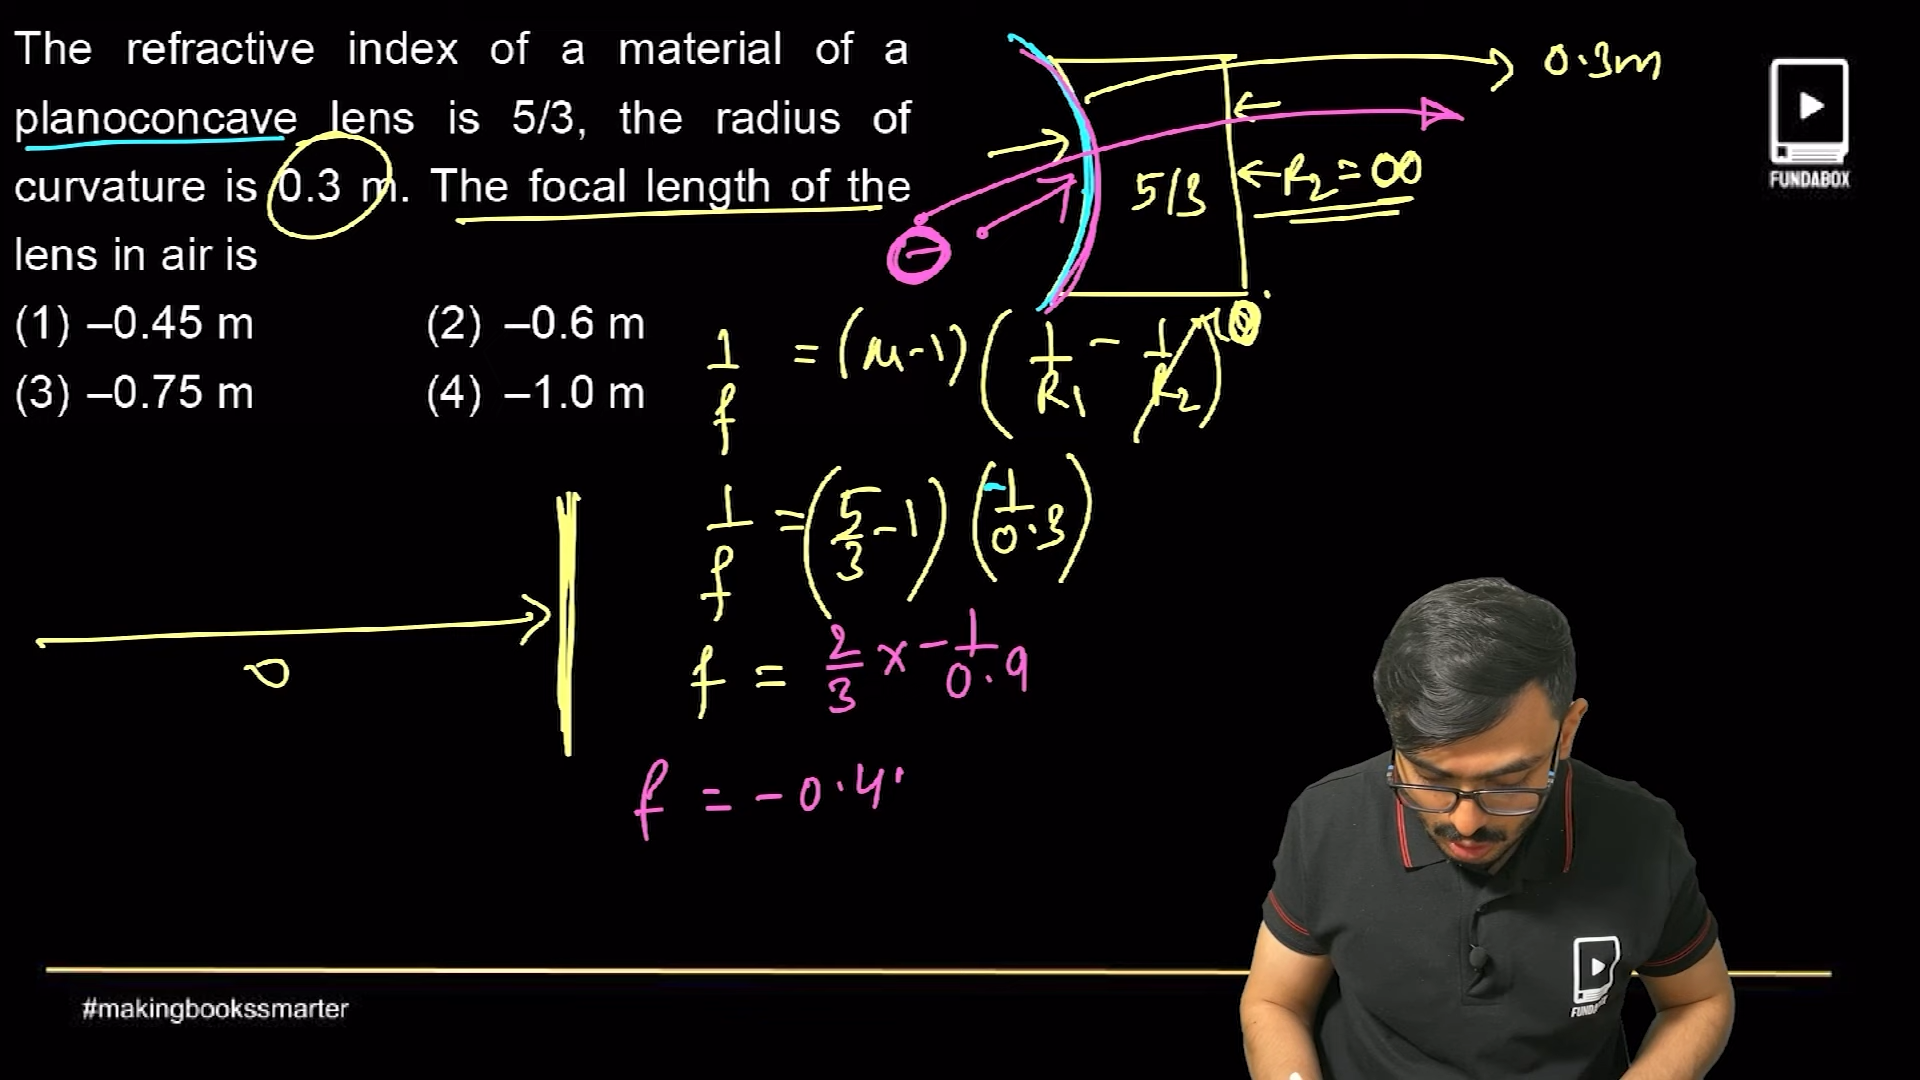 The refractive index of a material of a
planoconcave lens is 5/3, the radius of
curvature is 0.3 m. The focal length of the
lens in air is
(1) –0.45 m (2) –0.6 m
(3) –0.75 m (4) –1.0 m
0.3m
5/3
R₂ = ∞
1/f = (μ-1) (1/R₁ - 1/R₂) 0
1/f = (5/3 - 1) (-1/0.3)
f = 2/3 x -1/0.9
f = -0.4
FUNDABOX
#makingbookssmarter